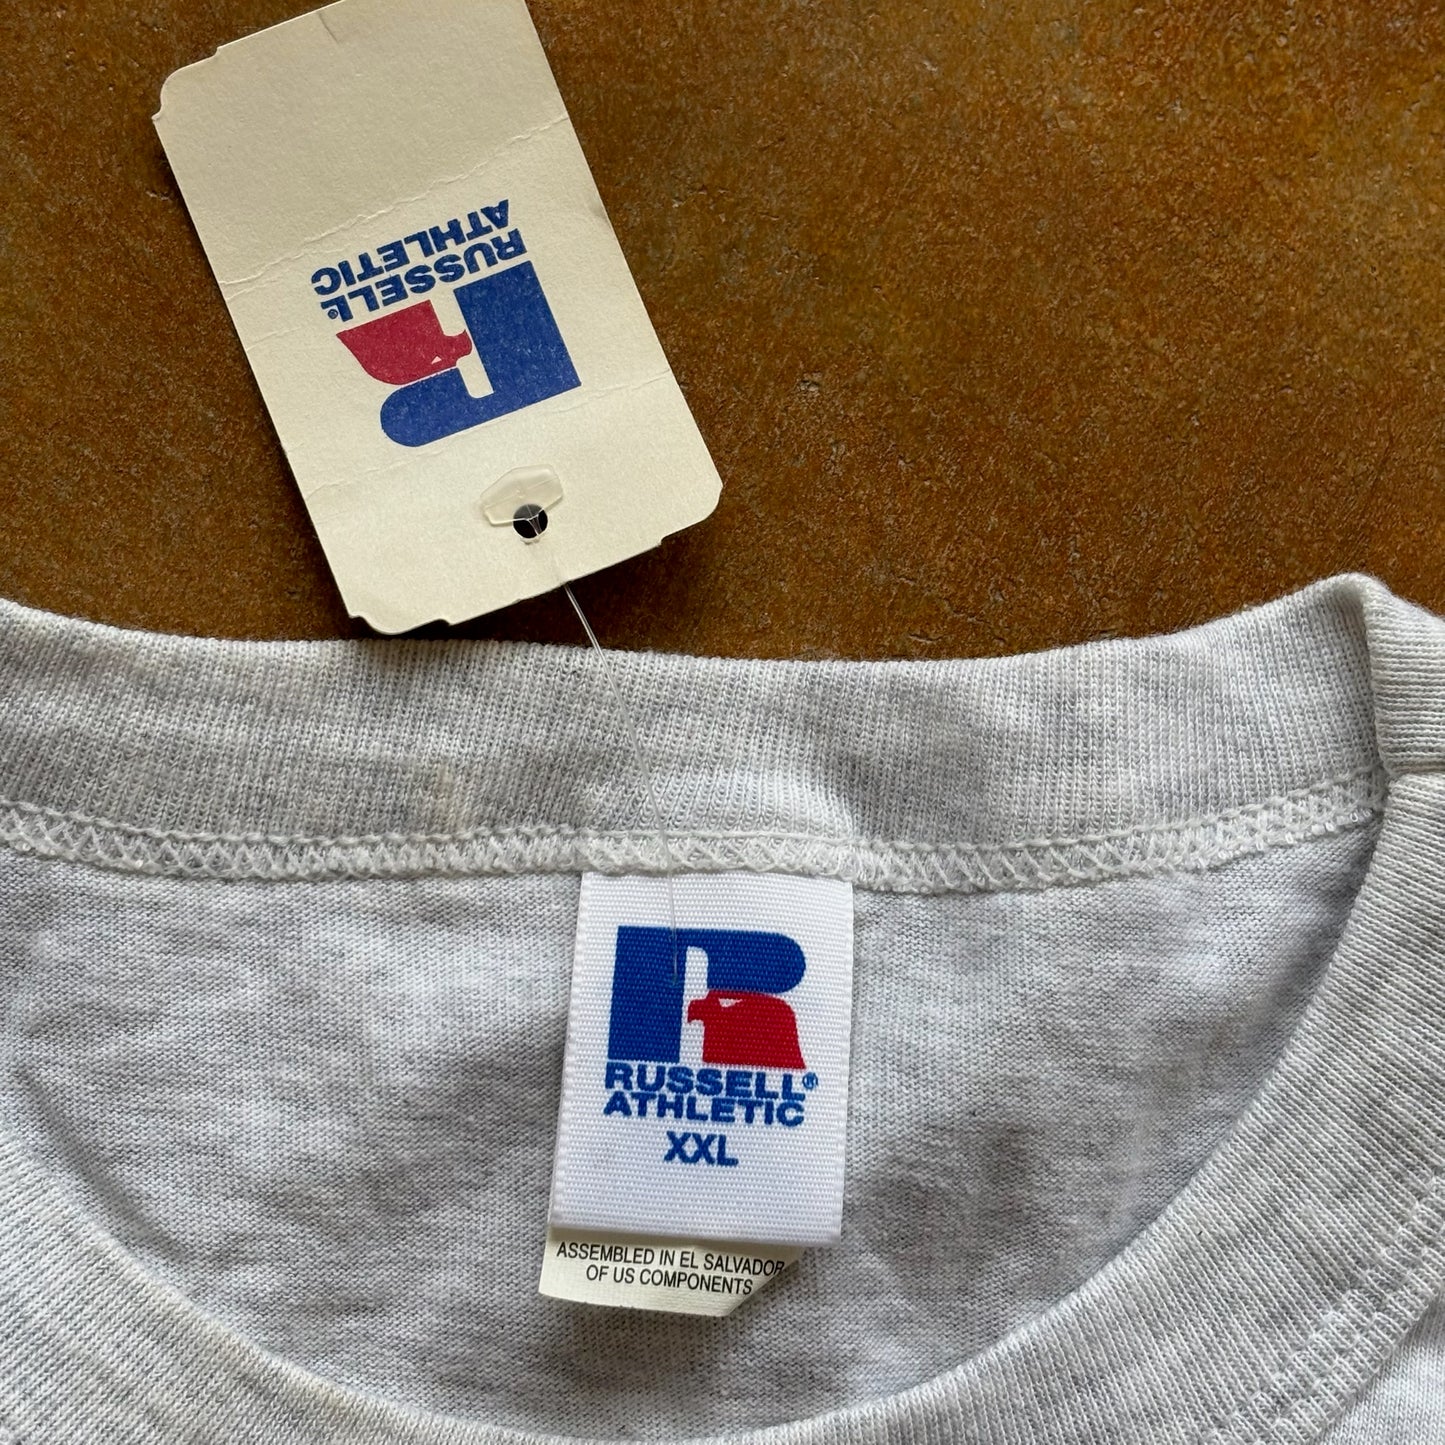 RUSSELL®
ATHLETIC
RUSSELL®
ATHLETIC
XXL
ASSEMBLED IN EL SALVADOR
OF US COMPONENTS